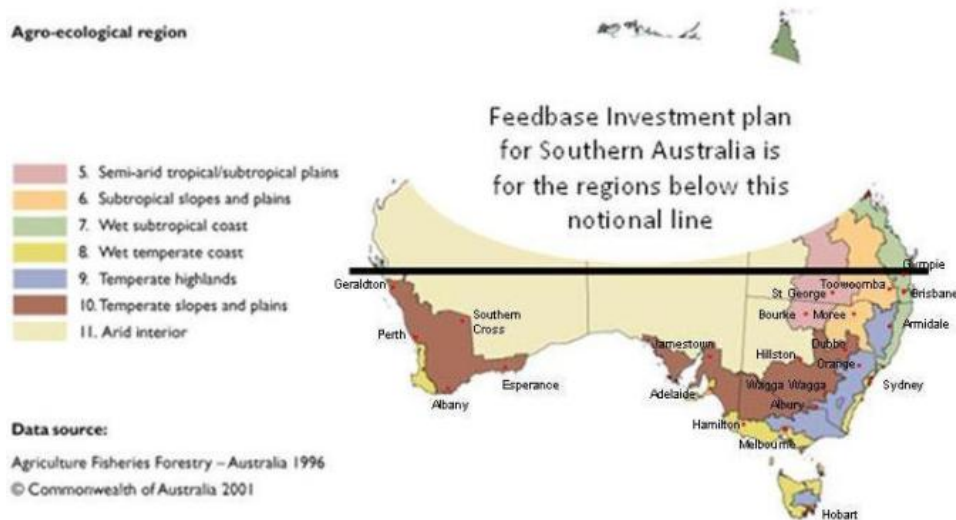 Agro-ecological region
Feedbase Investment plan
for Southern Australia is
for the regions below this
notional line
5. Semi-arid tropical/subtropical plains
6. Subtropical slopes and plains
7. Wet subtropical coast
8. Wet temperate coast
9. Temperate highlands
10. Temperate slopes and plains
11. Arid interior
Gympie
Geraldton
St George
Toowoomba
Brisbane
Southern
Cross
Bourke
Moree
Armidale
Perth
Jamestown
Dubbo
Hillston
Orange
Esperance
Adelaide
Wagga Wagga
Sydney
Albany
Albury
Hamilton
Melbourne
Hobart
Data source:
Agriculture Fisheries Forestry – Australia 1996
© Commonwealth of Australia 2001